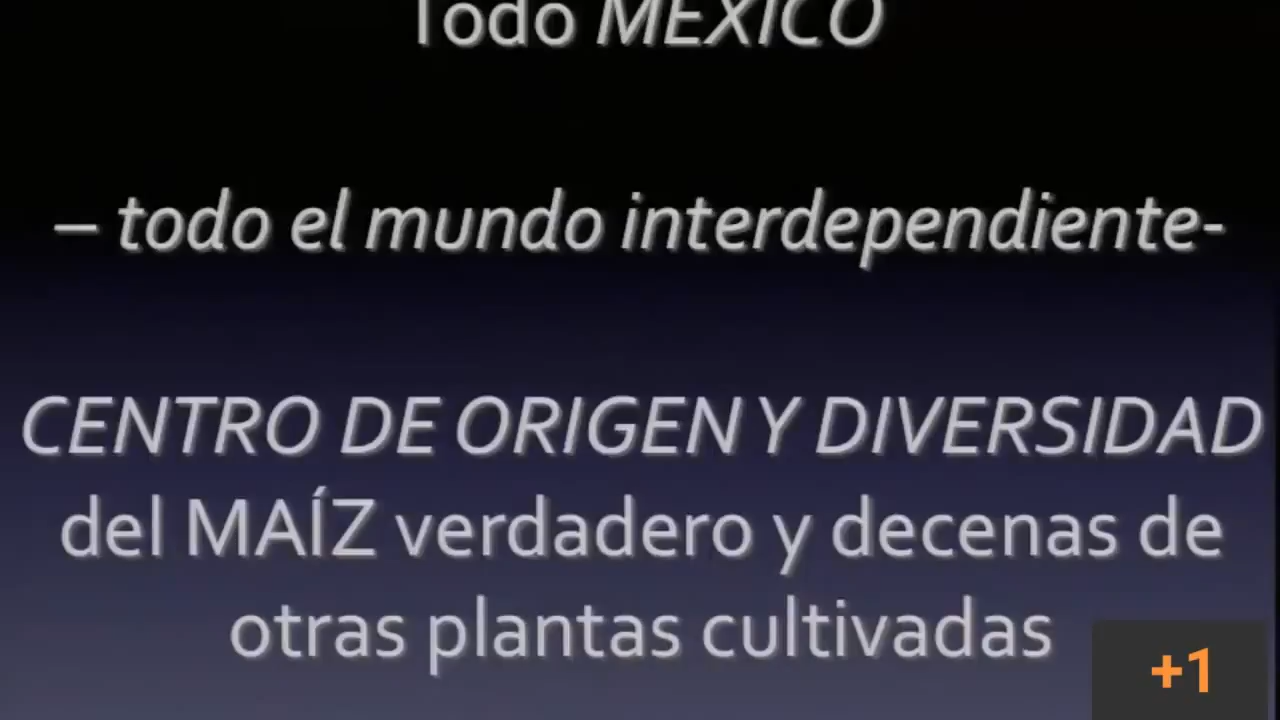 Todo MÉXICO
– todo el mundo interdependiente-
CENTRO DE ORIGEN Y DIVERSIDAD
del MAÍZ verdadero y decenas de
otras plantas cultivadas
+1